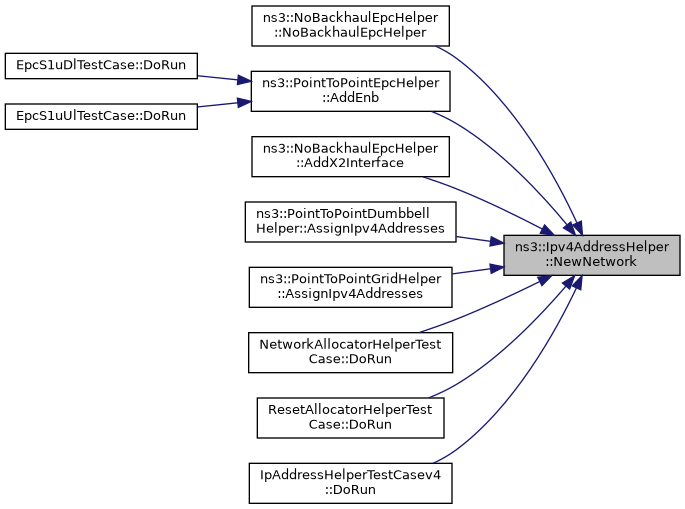 ns3::NoBackhaulEpcHelper
::NoBackhaulEpcHelper
EpcS1uDlTestCase::DoRun
ns3::PointToPointEpcHelper
::AddEnb
EpcS1uUlTestCase::DoRun
ns3::NoBackhaulEpcHelper
::AddX2Interface
ns3::PointToPointDumbbell
Helper::AssignIpv4Addresses
ns3::Ipv4AddressHelper
::NewNetwork
ns3::PointToPointGridHelper
::AssignIpv4Addresses
NetworkAllocatorHelperTest
Case::DoRun
ResetAllocatorHelperTest
Case::DoRun
IpAddressHelperTestCasev4
::DoRun